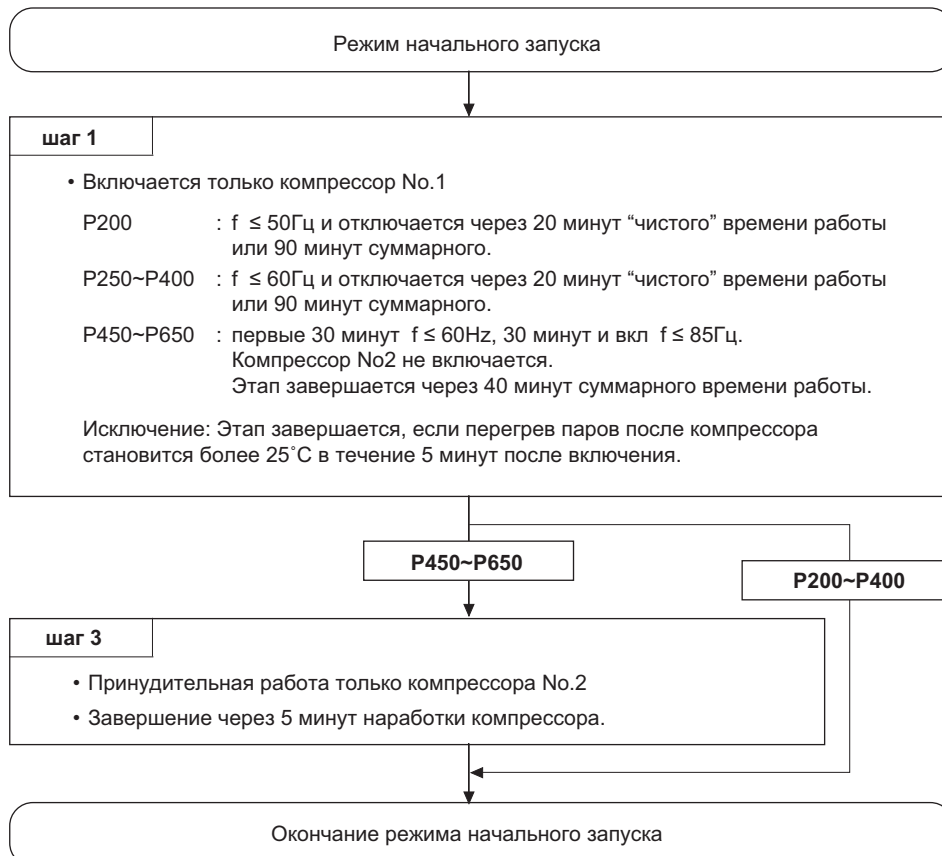 Режим начального запуска
шаг 1
• Включается только компрессор No.1
P200 : f ≤ 50Гц и отключается через 20 минут “чистого” времени работы
или 90 минут суммарного.
P250~P400 : f ≤ 60Гц и отключается через 20 минут “чистого” времени работы
или 90 минут суммарного.
P450~P650 : первые 30 минут f ≤ 60Hz, 30 минут и вкл f ≤ 85Гц.
Компрессор No2 не включается.
Этап завершается через 40 минут суммарного времени работы.
Исключение: Этап завершается, если перегрев паров после компрессора
становится более 25˚C в течение 5 минут после включения.
P450~P650
P200~P400
шаг 3
• Принудительная работа только компрессора No.2
• Завершение через 5 минут наработки компрессора.
Окончание режима начального запуска